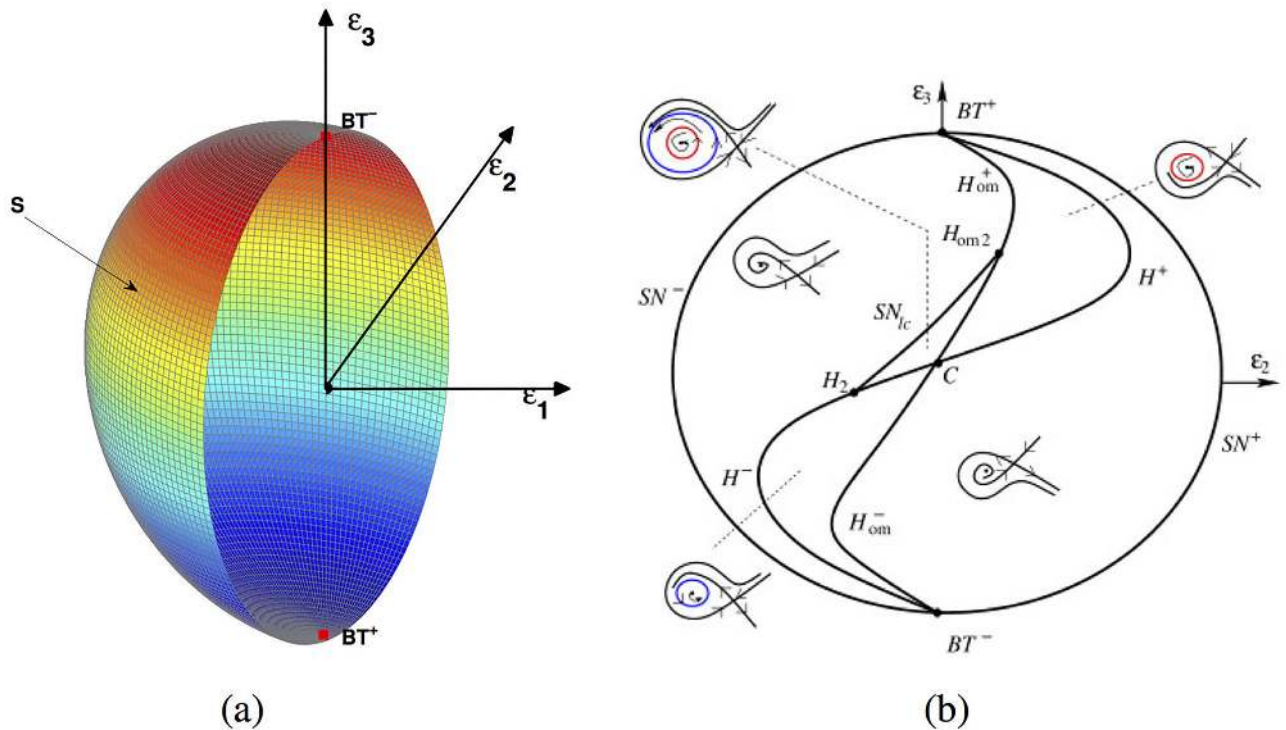 ε₃
BT⁻
ε₂
S
ε₁
BT⁺
(a)
ε₃
BT⁺
H⁺om
Hom2
SN⁻
H⁺
SNlc
ε₂
H₂
C
SN⁺
H⁻
H⁻om
BT⁻
(b)